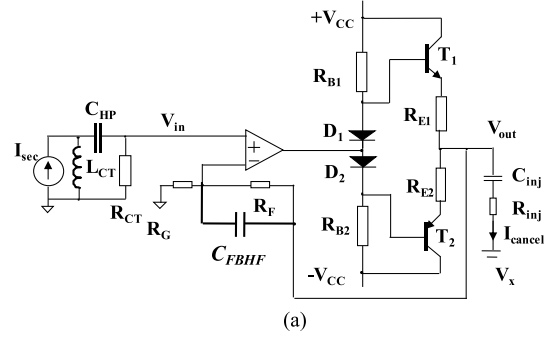 +V_CC
T_1
R_B1
R_E1
C_HP
V_in
V_out
D_1
I_sec
L_CT
D_2
C_inj
R_E2
R_CT
R_F
R_inj
R_G
R_B2
T_2
I_cancel
C_FBHF
-V_CC
V_x
(a)